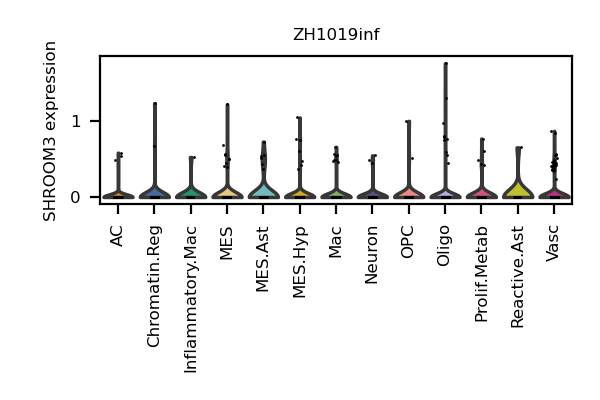 ZH1019inf
SHROOM3 expression
1
0
AC
Chromatin.Reg
Inflammatory.Mac
MES
MES.Ast
MES.Hyp
Mac
Neuron
OPC
Oligo
Prolif.Metab
Reactive.Ast
Vasc